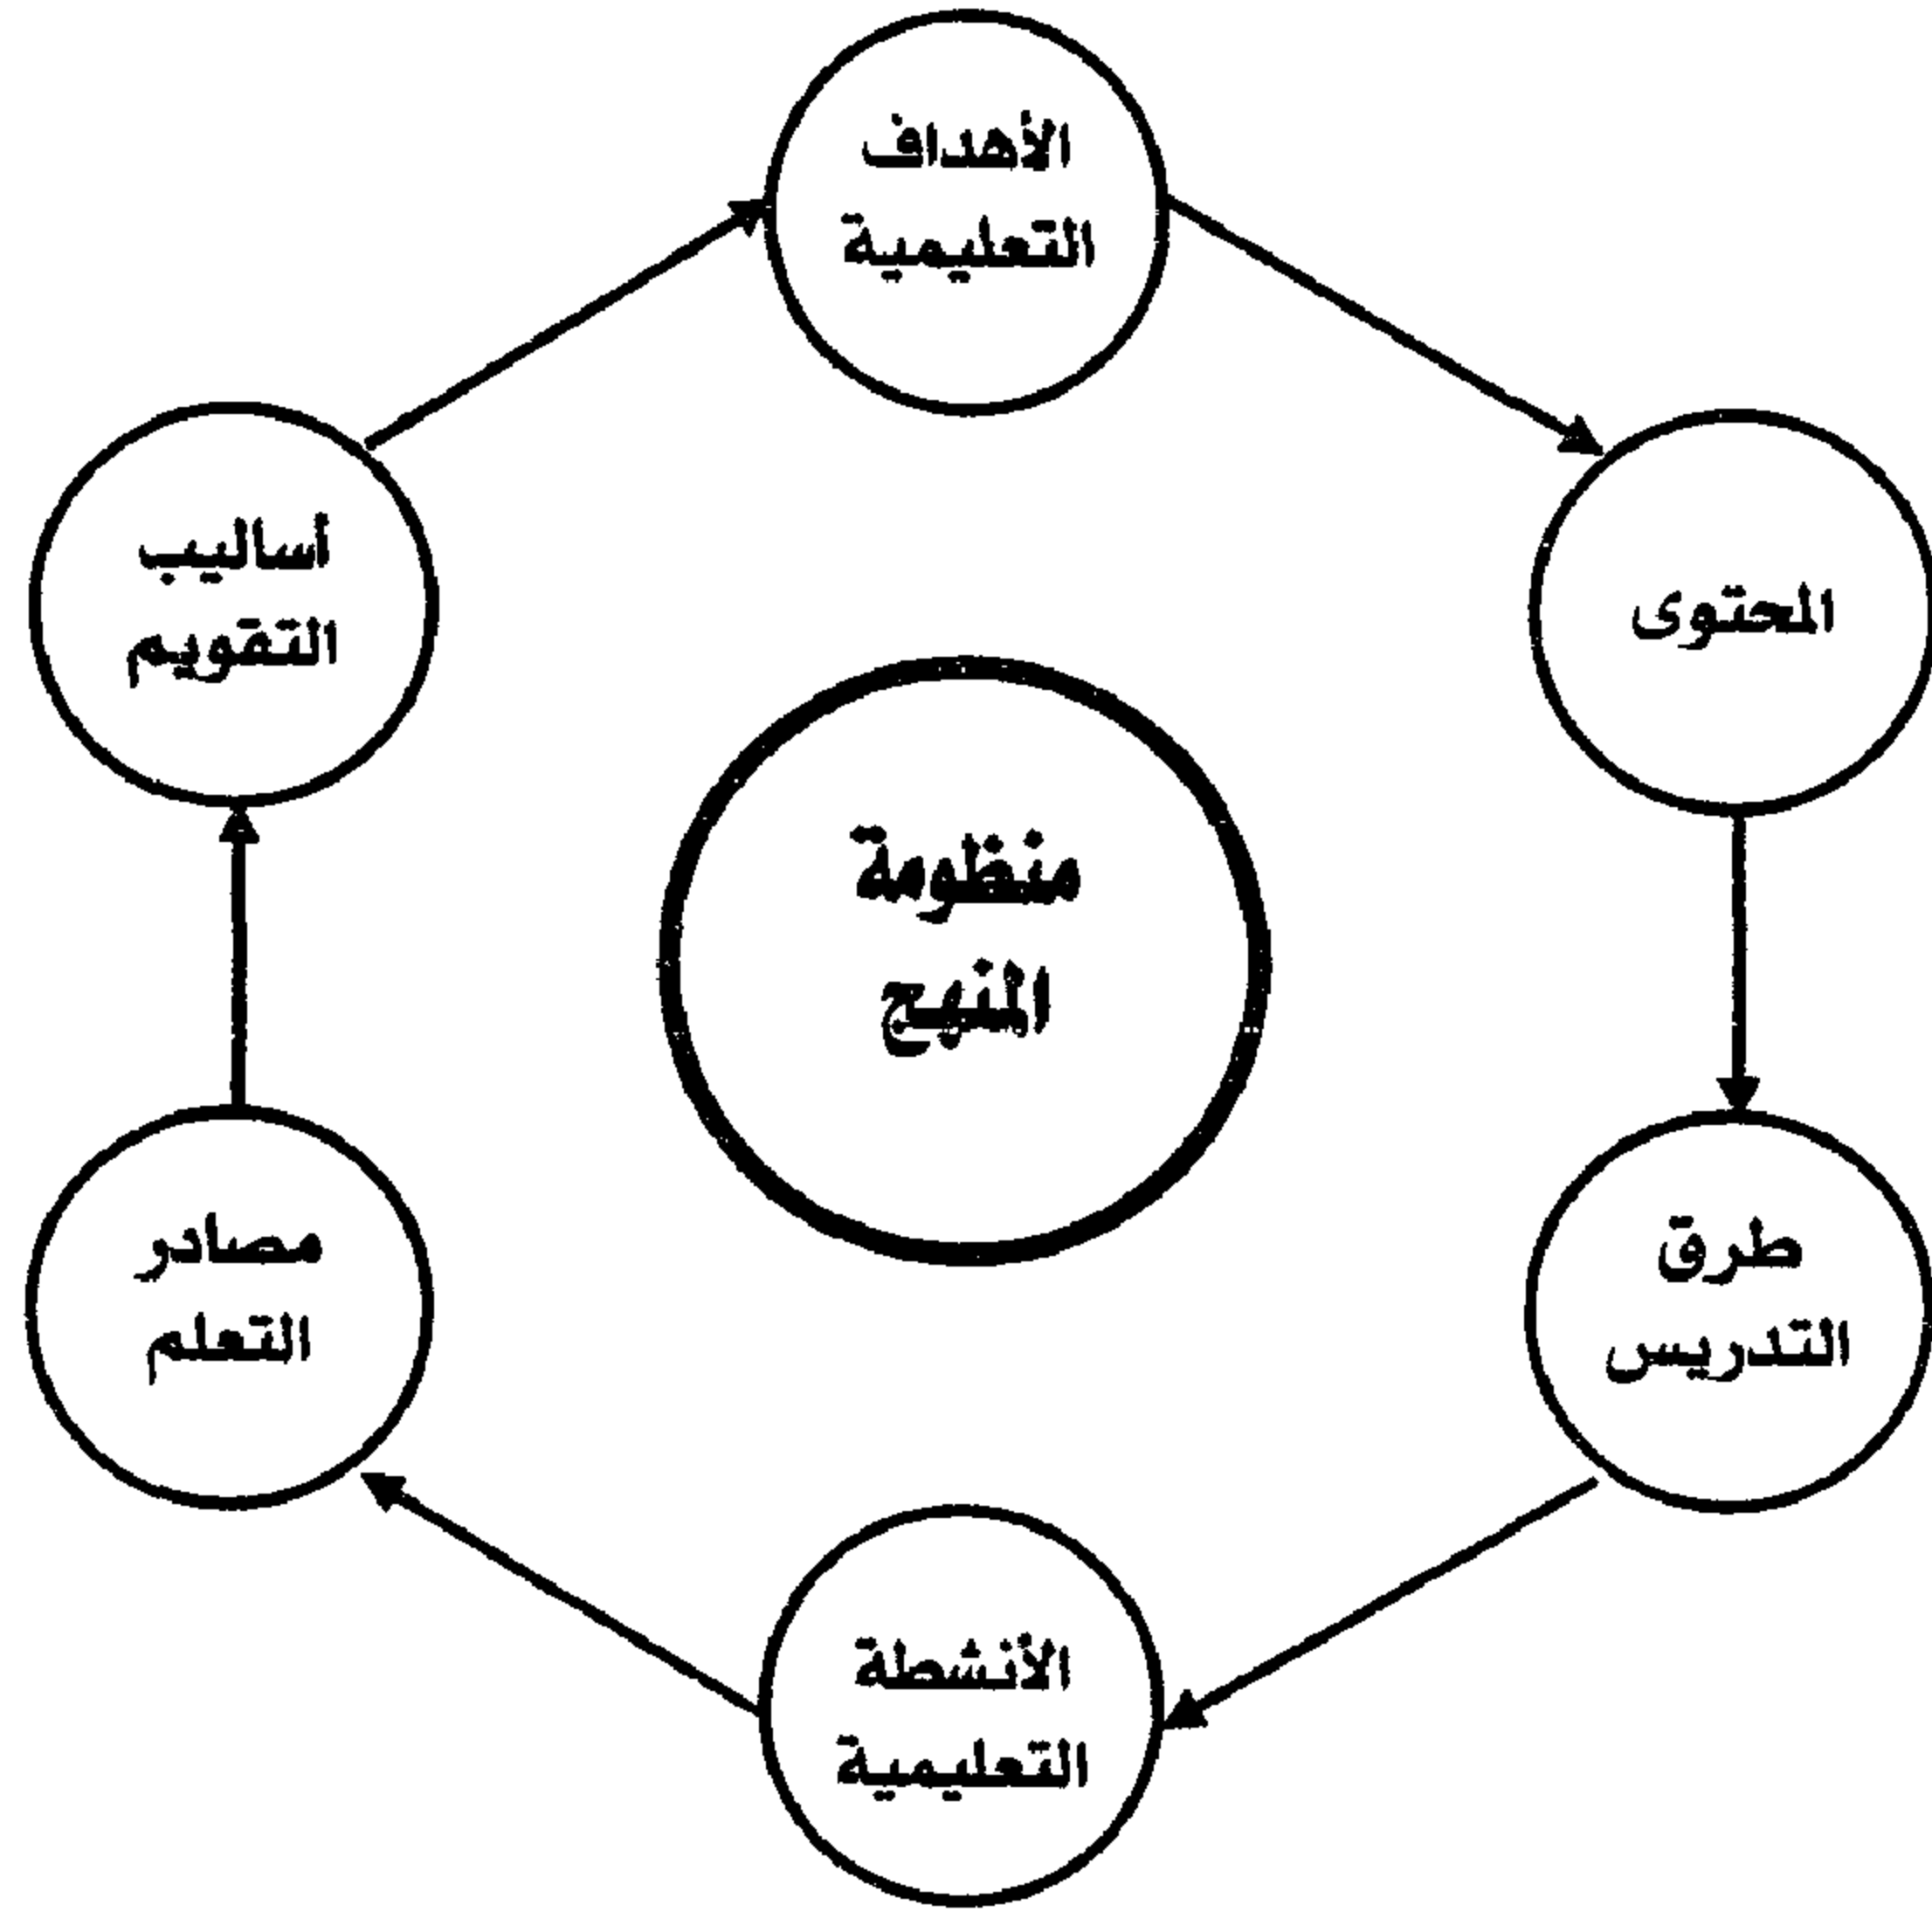 الأهداف
التعليمية
المحتوى
طرق
التدريس
الأنشطة
التعليمية
مصادر
التعلم
أساليب
التقويم
منظومة
المنهج